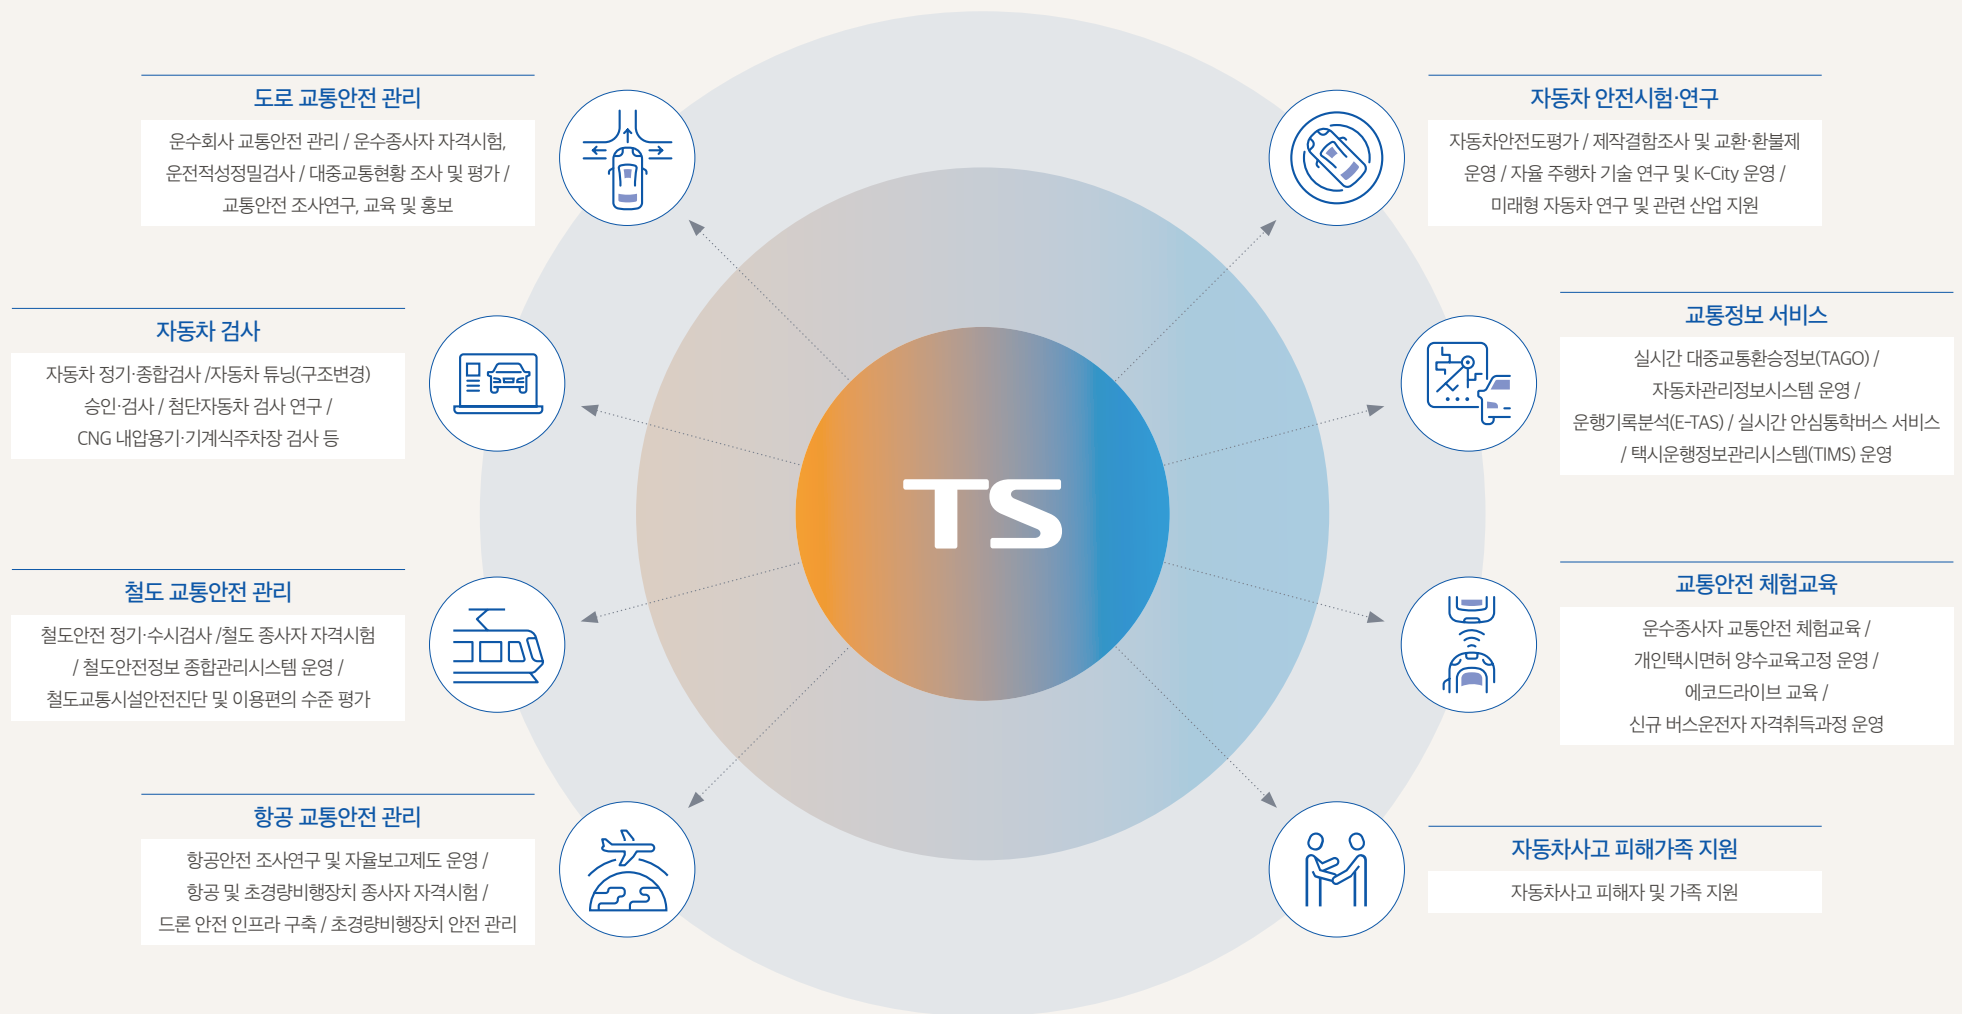 도로 교통안전 관리
운수회사 교통안전 관리 / 운수종사자 자격시험,
운전적성정밀검사 / 대중교통현황 조사 및 평가 /
교통안전 조사연구, 교육 및 홍보
자동차 검사
자동차 정기·종합검사 /자동차 튜닝(구조변경)
승인·검사 / 첨단자동차 검사 연구 /
CNG 내압용기·기계식주차장 검사 등
철도 교통안전 관리
철도안전 정기·수시검사 /철도 종사자 자격시험
/ 철도안전정보 종합관리시스템 운영 /
철도교통시설안전진단 및 이용편의 수준 평가
항공 교통안전 관리
항공안전 조사연구 및 자율보고제도 운영 /
항공 및 초경량비행장치 종사자 자격시험 /
드론 안전 인프라 구축 / 초경량비행장치 안전 관리
TS
자동차 안전시험·연구
자동차안전도평가 / 제작결함조사 및 교환·환불제
운영 / 자율 주행차 기술 연구 및 K-City 운영 /
미래형 자동차 연구 및 관련 산업 지원
교통정보 서비스
실시간 대중교통환승정보(TAGO) /
자동차관리정보시스템 운영 /
운행기록분석(E-TAS) / 실시간 안심통학버스 서비스
/ 택시운행정보관리시스템(TIMS) 운영
교통안전 체험교육
운수종사자 교통안전 체험교육 /
개인택시면허 양수교육고정 운영 /
에코드라이브 교육 /
신규 버스운전자 자격취득과정 운영
자동차사고 피해가족 지원
자동차사고 피해자 및 가족 지원